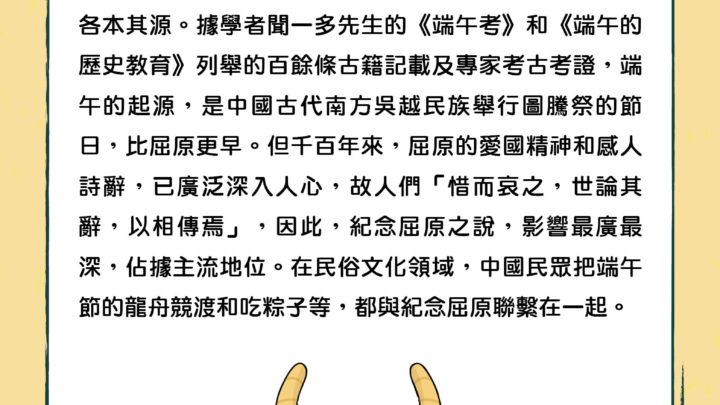 各本其源。據學者聞一多先生的《端午考》和《端午的
歷史教育》列舉的百餘條古籍記載及專家考古考證，端
午的起源，是中國古代南方吳越民族舉行圖騰祭的節
日，比屈原更早。但千百年來，屈原的愛國精神和感人
詩辭，已廣泛深入人心，故人們「惜而哀之，世論其
辭，以相傳焉」，因此，紀念屈原之說，影響最廣最
深，佔據主流地位。在民俗文化領域，中國民眾把端午
節的龍舟競渡和吃粽子等，都與紀念屈原聯繫在一起。